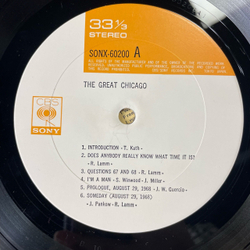 33 1/3
STEREO
SONX-60200 A
THE GREAT CHICAGO
CBS
SONY
1. INTRODUCTION - T. Kath -
2. DOES ANYBODY REALLY KNOW WHAT TIME IT IS?
- R. Lamm -
3. QUESTIONS 67 AND 68 - R. Lamm -
4. I'M A MAN - S. Winwood - J. Miller -
5. PROLOGUE, AUGUST 29, 1968 - J. W. Guercio -
6. SOMEDAY (AUGUST 29, 1968)
- J. Pankow - R. Lamm -